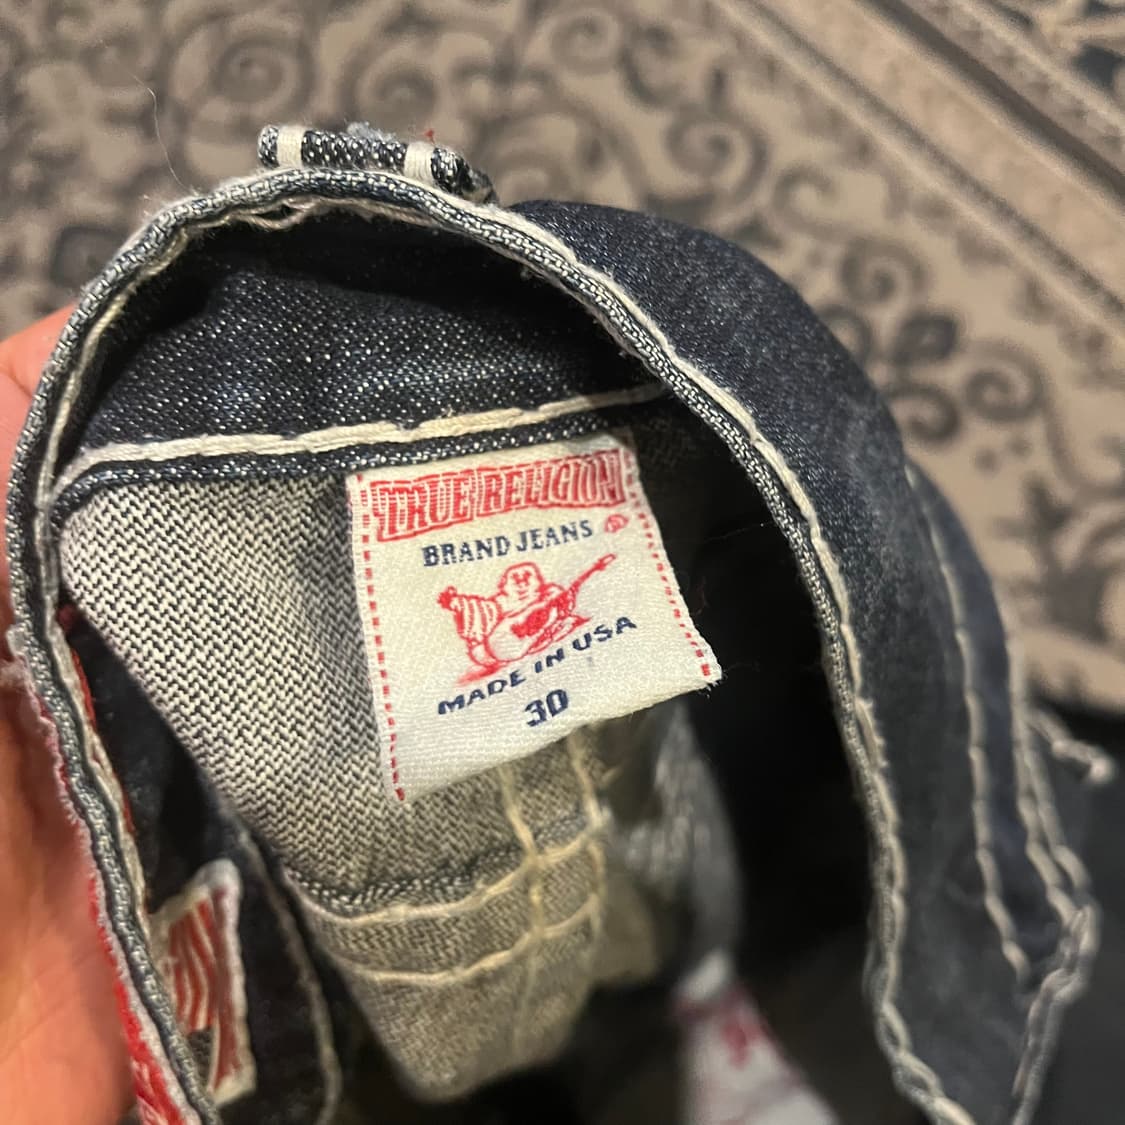 TRUE RELIGION
BRAND JEANS ®
MADE IN USA
30